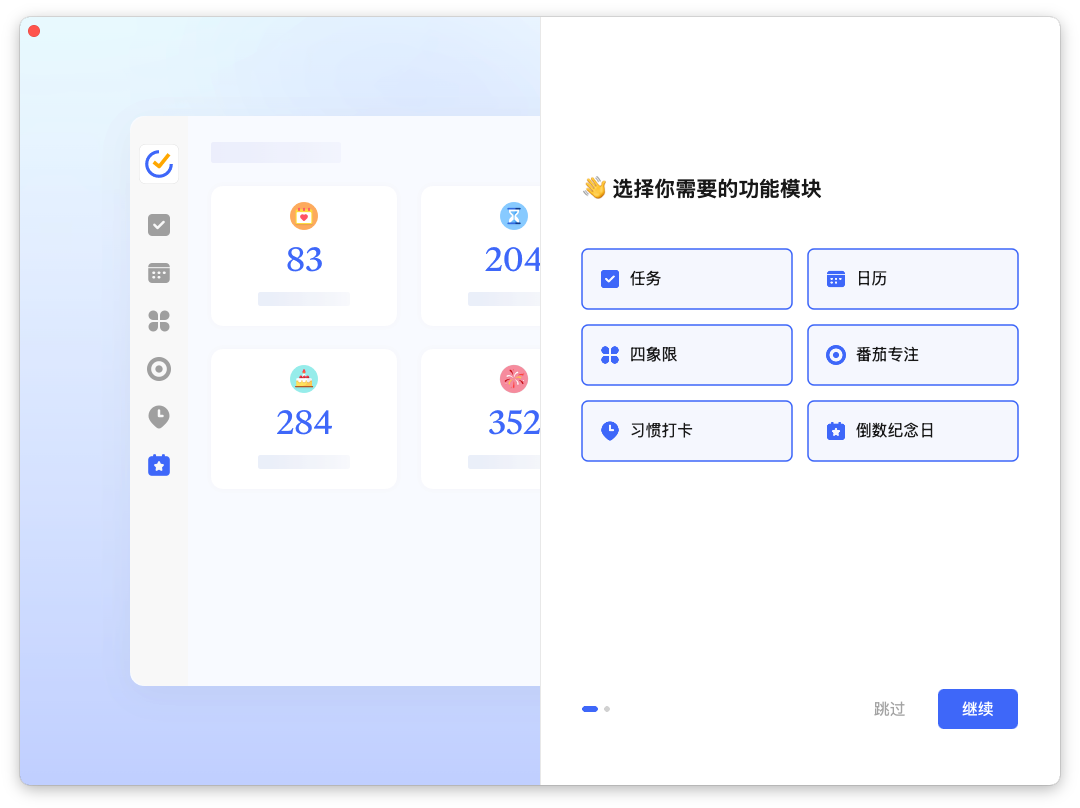 83
204
284
352
👋 选择你需要的功能模块
任务
日历
四象限
番茄专注
习惯打卡
倒数纪念日
跳过
继续